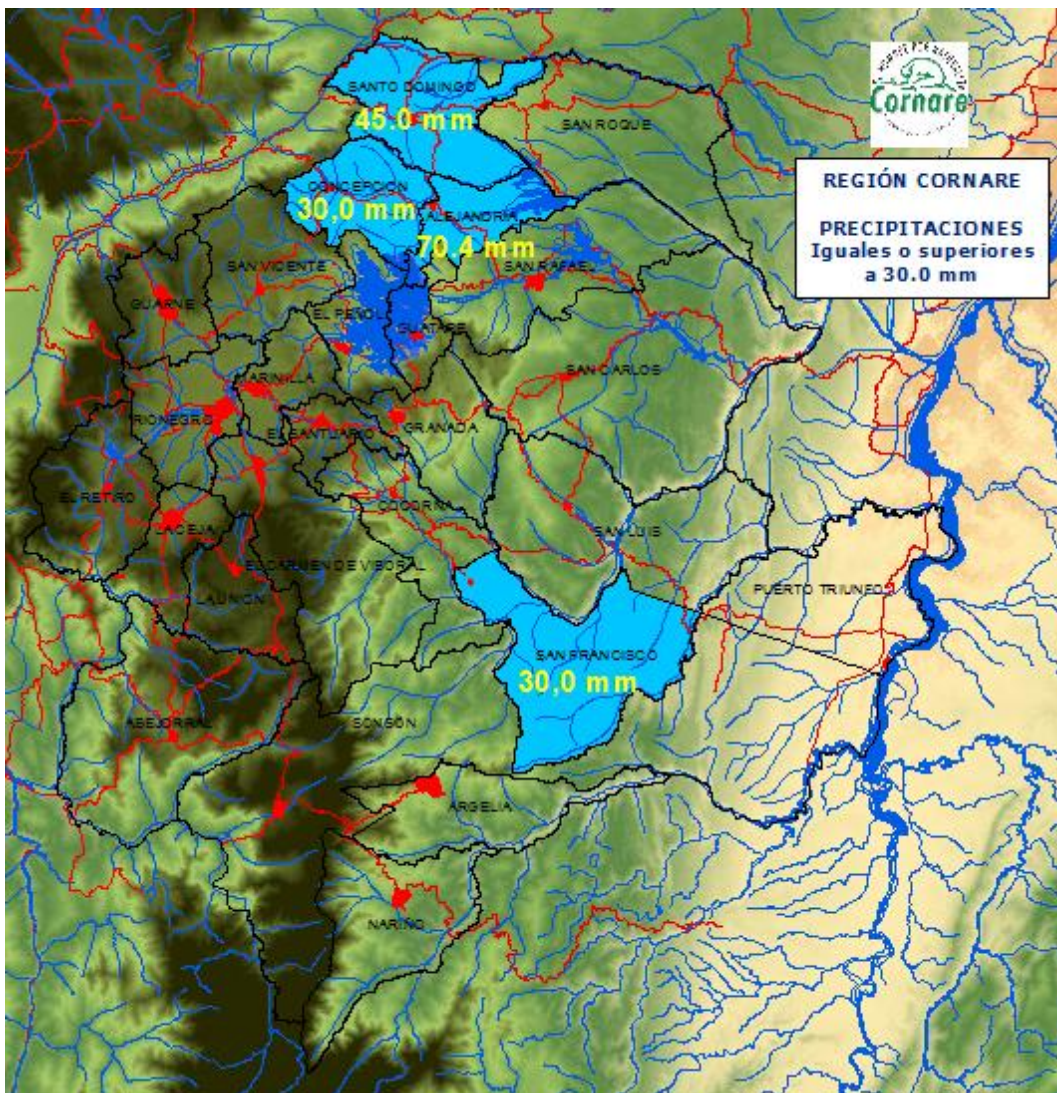 SANTO DOMINGO
45.0 mm
SAN ROQUE
Cornare
REGIÓN CORNARE
PRECIPITACIONES
Iguales o superiores
a 30.0 mm
CONCEPCION
30,0 mm
ALEJANDRIA
70.4 mm
SAN VICENTE
SAN RAFAEL
GUARNE
EL PEÑOL
GUATAPE
MARINILLA
SAN CARLOS
RIONEGRO
EL SANTUARIO
GRANADA
EL RETIRO
COCORNA
LA CEJA
SAN LUIS
EL CARMEN DE VIBORAL
LA UNION
PUERTO TRIUNFO
SAN FRANCISCO
30,0 mm
ABEJORRAL
SONSON
ARGELIA
NARIÑO